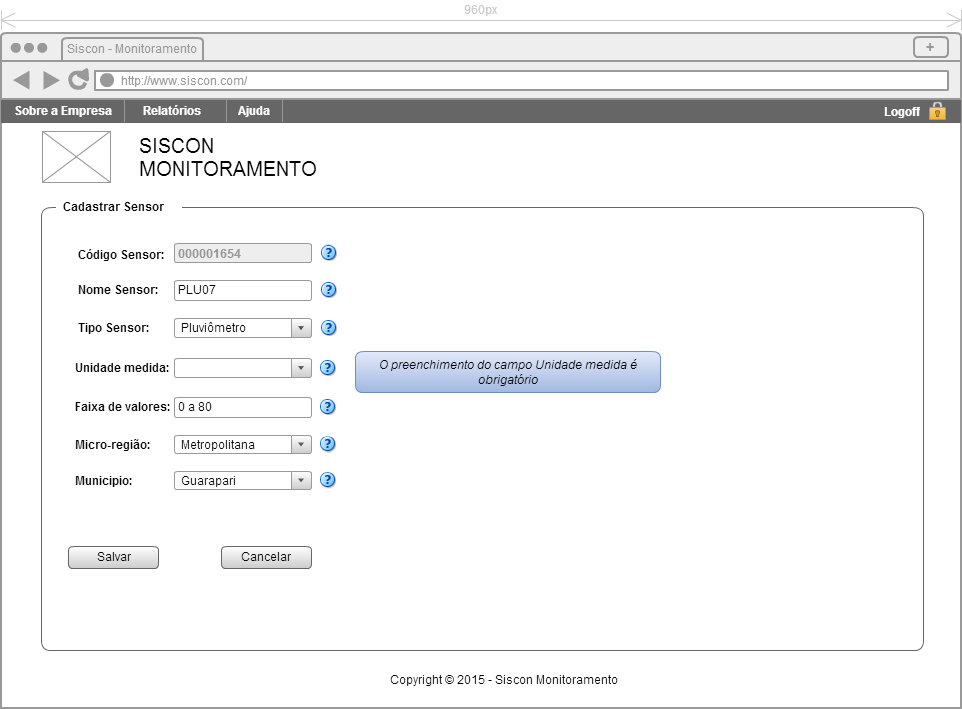 960px
Siscon - Monitoramento
+
http://www.siscon.com/
Sobre a Empresa Relatórios Ajuda Logoff
SISCON
MONITORAMENTO
Cadastrar Sensor
Código Sensor: 000001654 ?
Nome Sensor: PLU07 ?
Tipo Sensor: Pluviômetro ?
Unidade medida: ? O preenchimento do campo Unidade medida é
obrigatório
Faixa de valores: 0 a 80 ?
Micro-região: Metropolitana ?
Municipio: Guarapari ?
Salvar Cancelar
Copyright © 2015 - Siscon Monitoramento